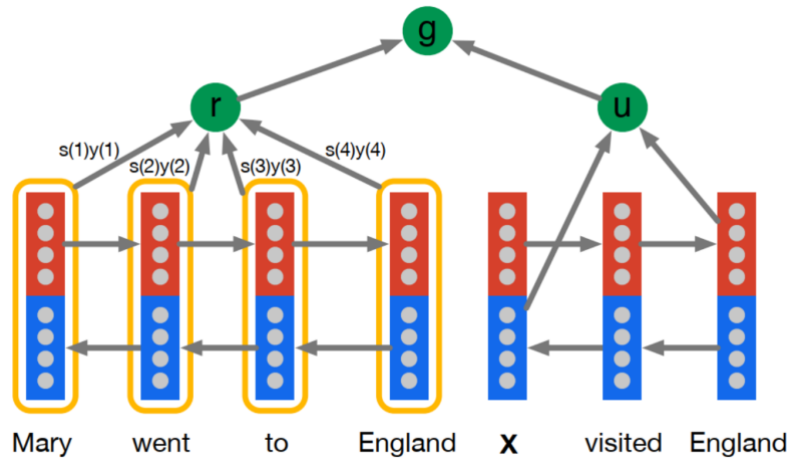 g
r
u
s(1)y(1)
s(2)y(2)
s(3)y(3)
s(4)y(4)
Mary went to England X visited England